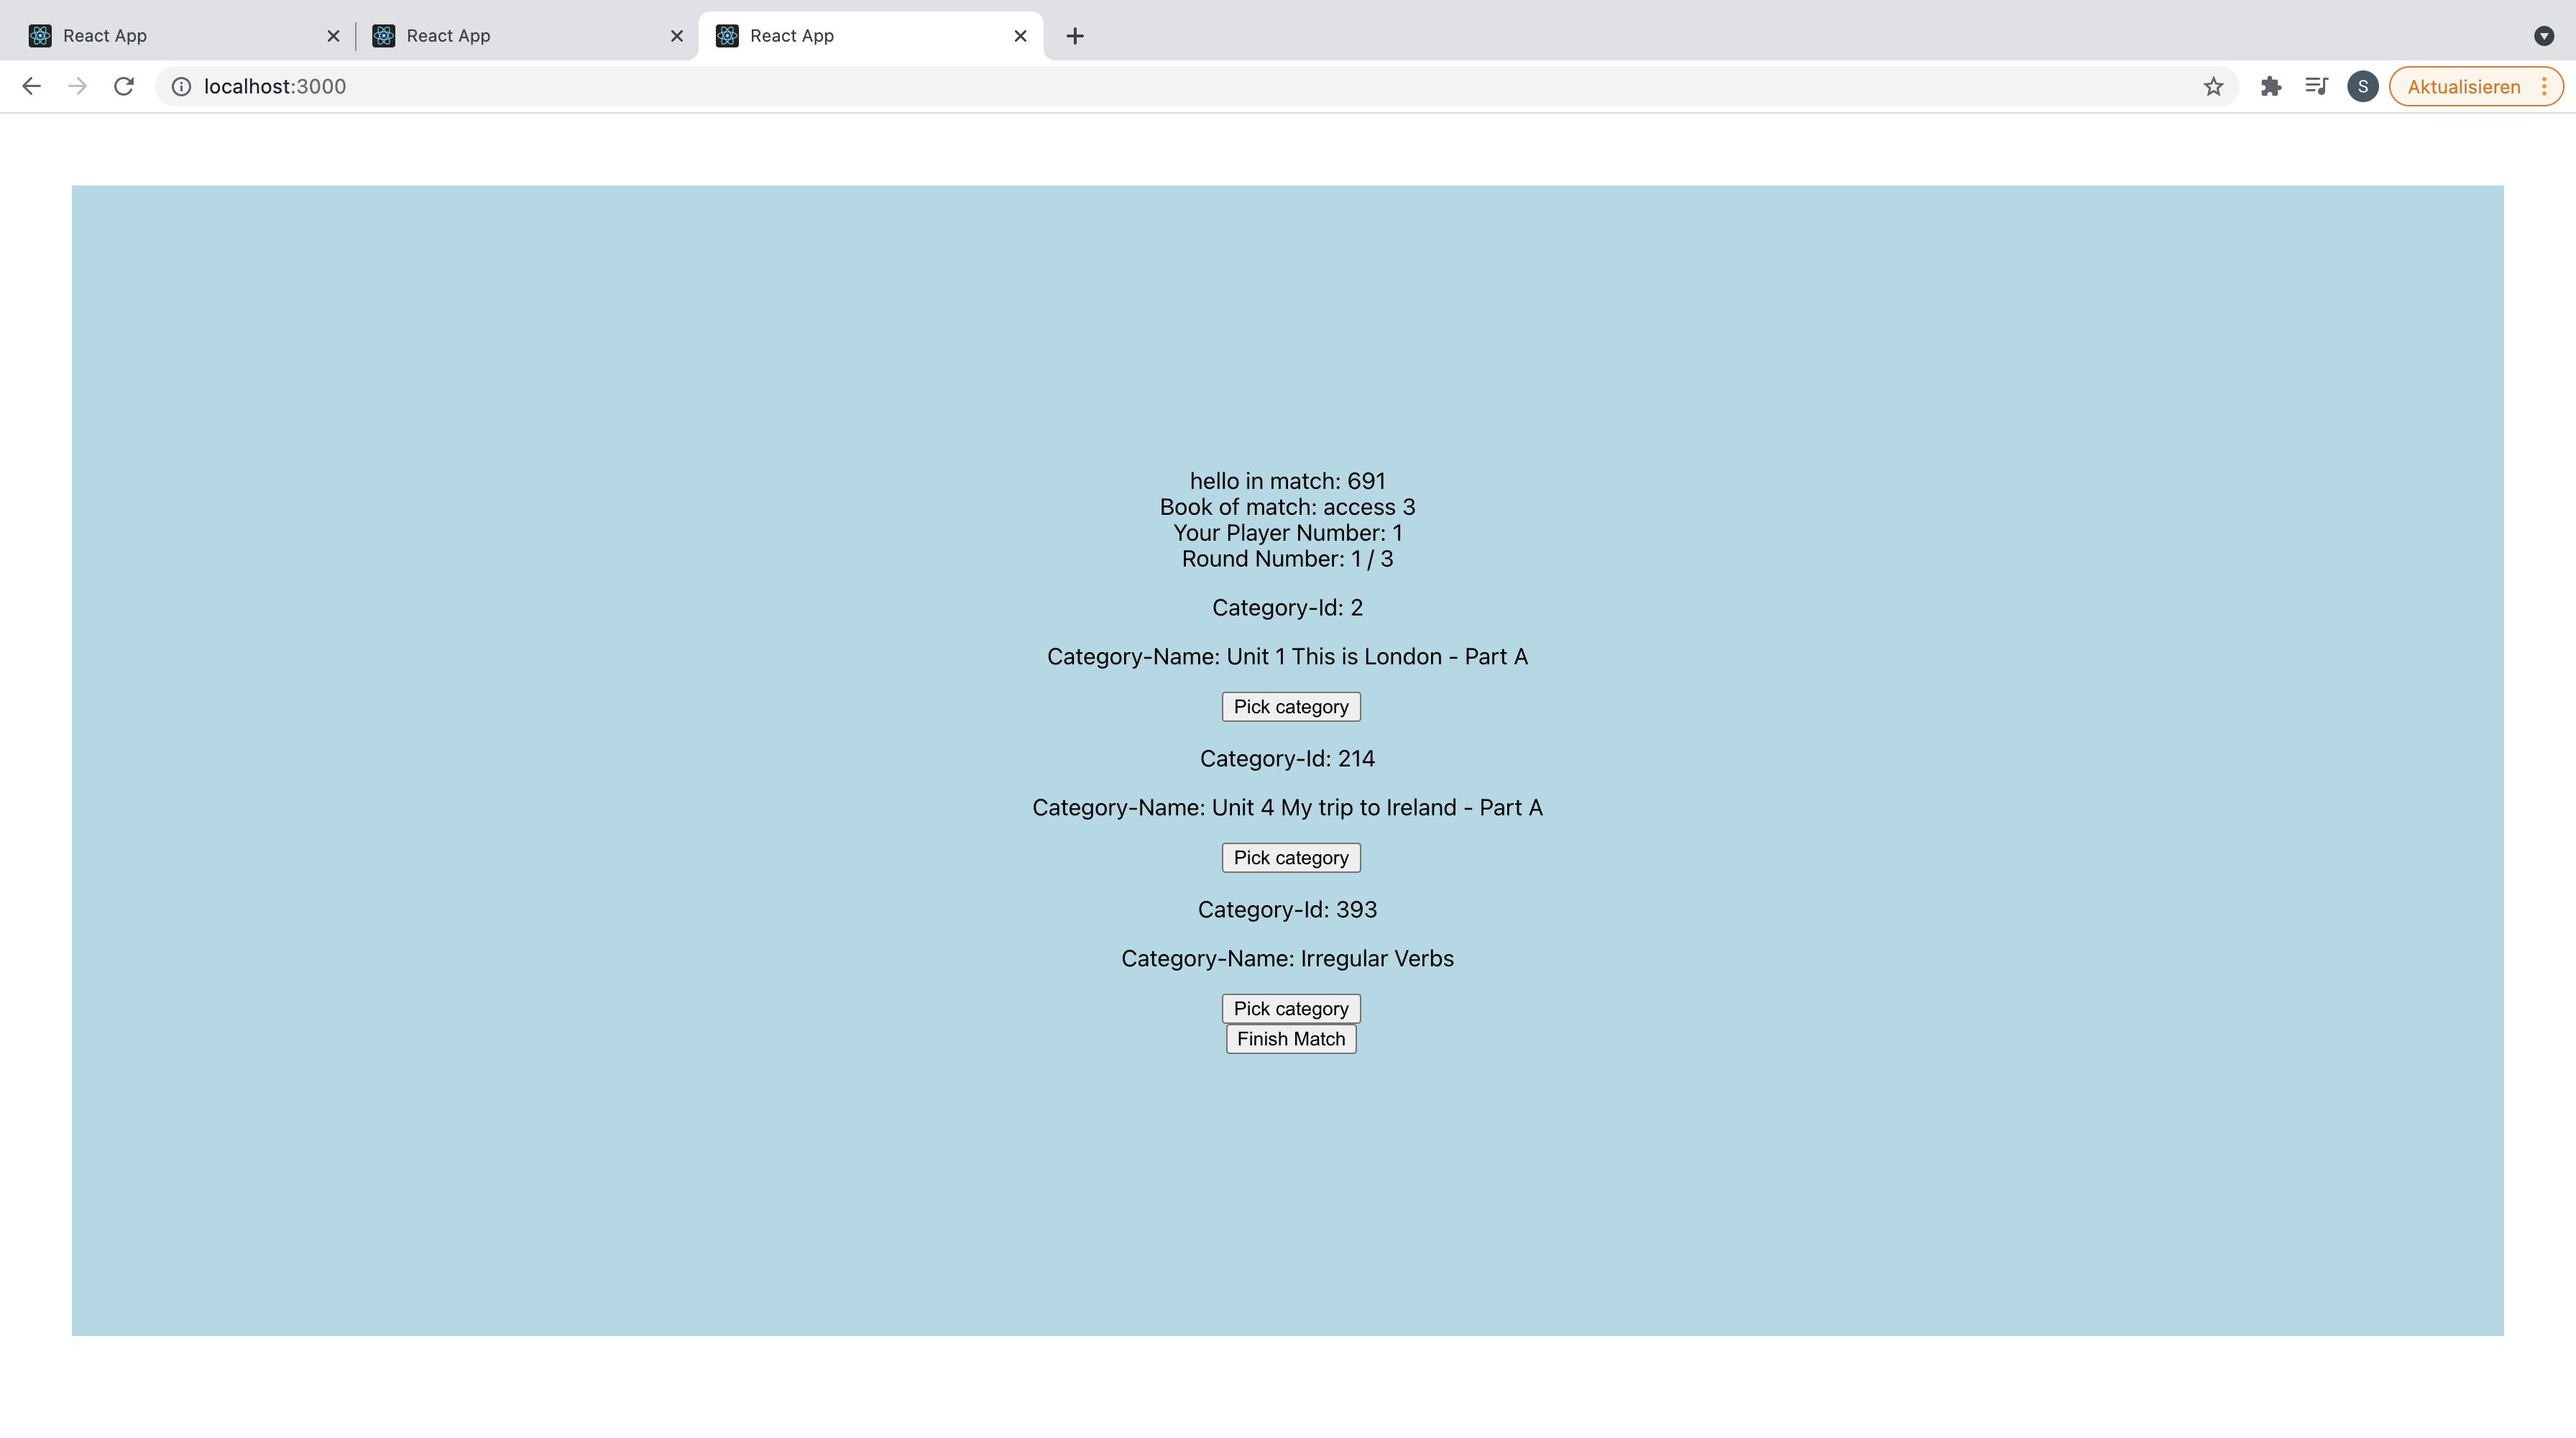 React App
React App
React App
localhost:3000
S
Aktualisieren
hello in match: 691
Book of match: access 3
Your Player Number: 1
Round Number: 1 / 3
Category-Id: 2
Category-Name: Unit 1 This is London - Part A
Pick category
Category-Id: 214
Category-Name: Unit 4 My trip to Ireland - Part A
Pick category
Category-Id: 393
Category-Name: Irregular Verbs
Pick category
Finish Match